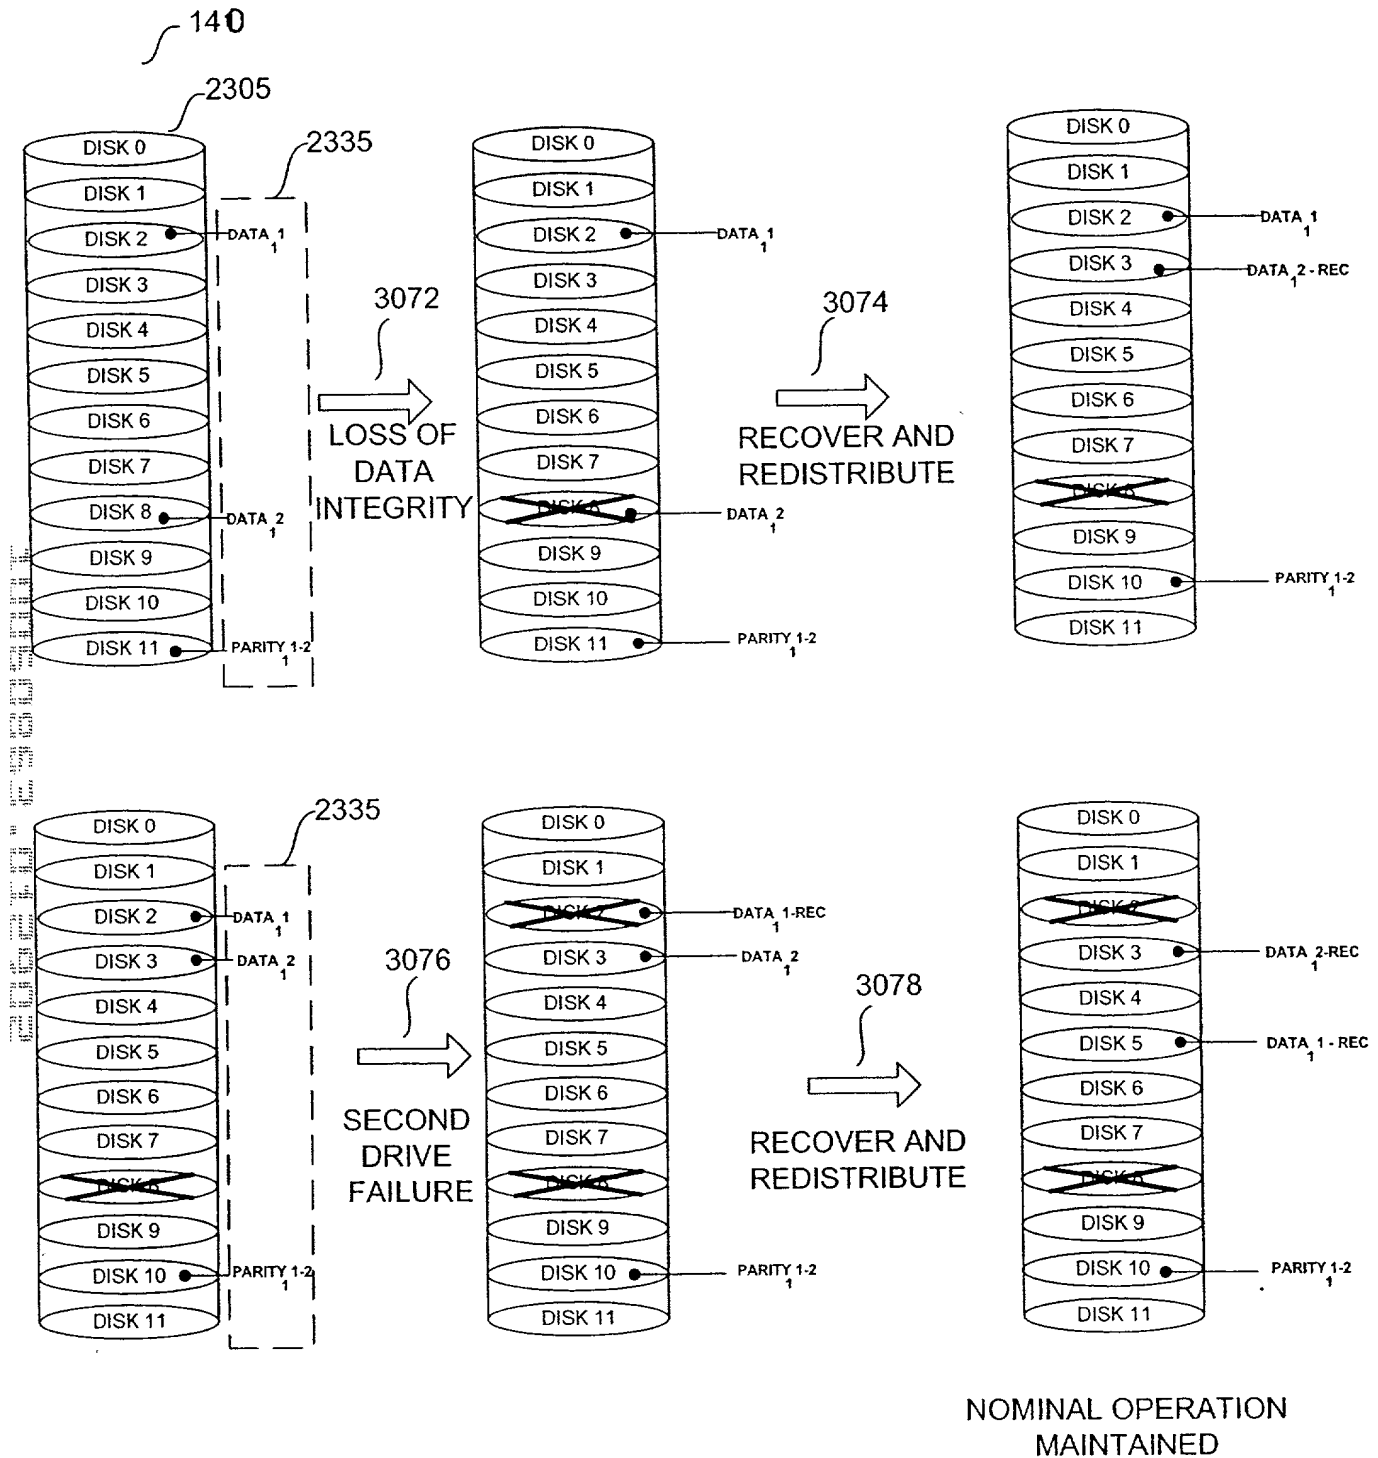 140
2305
2335
DISK 0
DISK 1
DISK 2
DATA 1
1
DISK 3
DISK 4
DISK 5
DISK 6
DISK 7
DISK 8
DATA 2
1
DISK 9
DISK 10
DISK 11
PARITY 1-2
1
3072
LOSS OF
DATA
INTEGRITY
DISK 0
DISK 1
DISK 2
DATA 1
1
DISK 3
DISK 4
DISK 5
DISK 6
DISK 7
DATA 2
1
DISK 9
DISK 10
DISK 11
PARITY 1-2
1
3074
RECOVER AND
REDISTRIBUTE
DISK 0
DISK 1
DISK 2
DATA 1
1
DISK 3
DATA 2 - REC
1
DISK 4
DISK 5
DISK 6
DISK 7
DISK 9
DISK 10
PARITY 1-2
1
DISK 11
2335
DISK 0
DISK 1
DISK 2
DATA 1
1
DISK 3
DATA 2
1
DISK 4
DISK 5
DISK 6
DISK 7
DISK 9
DISK 10
PARITY 1-2
1
DISK 11
3076
SECOND
DRIVE
FAILURE
DISK 0
DISK 1
DATA 1-REC
1
DISK 3
DATA 2
1
DISK 4
DISK 5
DISK 6
DISK 7
DISK 9
DISK 10
PARITY 1-2
1
DISK 11
3078
RECOVER AND
REDISTRIBUTE
DISK 0
DISK 1
DISK 3
DATA 2-REC
1
DISK 4
DISK 5
DATA 1 - REC
1
DISK 6
DISK 7
DISK 9
DISK 10
PARITY 1-2
1
DISK 11
NOMINAL OPERATION
MAINTAINED